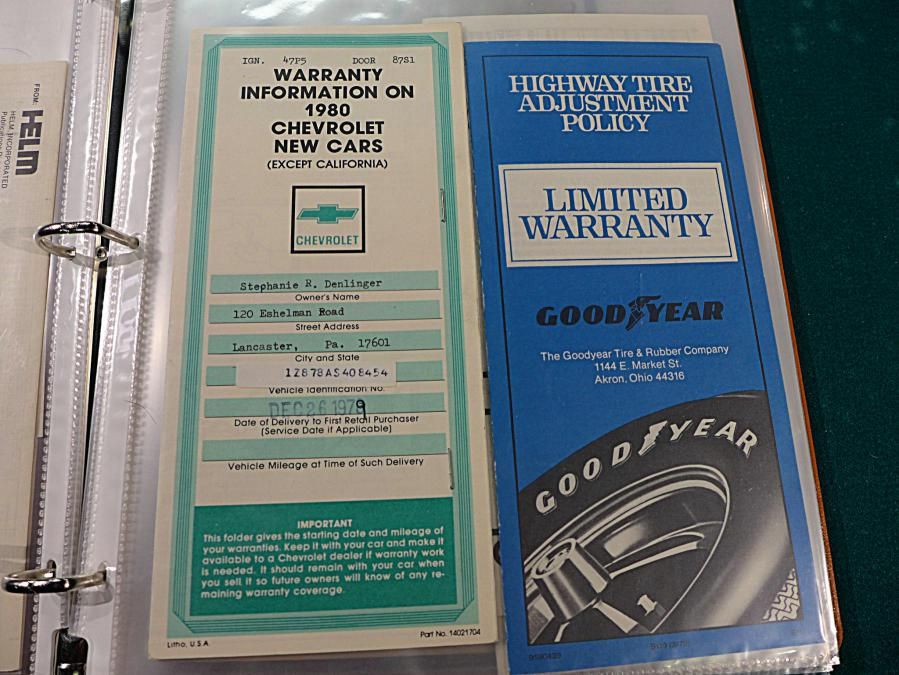 FROM:
HELM
HELM INCORPORATED
IGN. 47P5 DOOR 87S1
WARRANTY
INFORMATION ON
1980
CHEVROLET
NEW CARS
(EXCEPT CALIFORNIA)
CHEVROLET
Stephanie R. Denlinger
Owner's Name
120 Eshelman Road
Street Address
Lancaster, Pa. 17601
City and State
1Z878AS408454
Vehicle Identification No.
DEC 26 1979
Date of Delivery to First Retail Purchaser
(Service Date if Applicable)
Vehicle Mileage at Time of Such Delivery
IMPORTANT
This folder gives the starting date and mileage of
your warranties. Keep it with your car and make it
available to a Chevrolet dealer if warranty work
is needed. It should remain with your car when
you sell it so future owners will know of any re-
maining warranty coverage.
Litho, U.S.A.
Part No. 14021704
HIGHWAY TIRE
ADJUSTMENT
POLICY
LIMITED
WARRANTY
GOODYEAR
The Goodyear Tire & Rubber Company
1144 E. Market St.
Akron, Ohio 44316
GOODYEAR